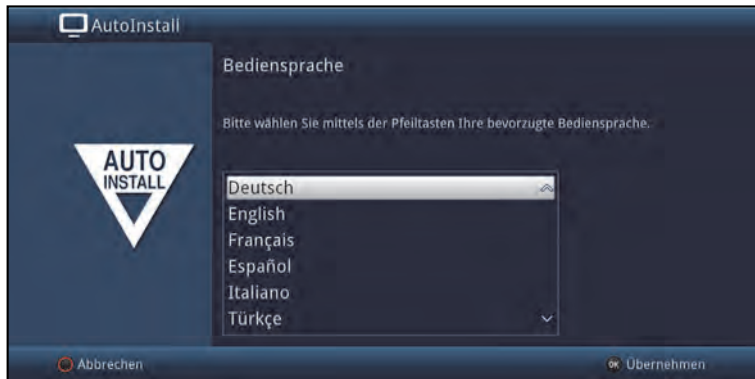 AutoInstall
Bediensprache
Bitte wählen Sie mittels der Pfeiltasten Ihre bevorzugte Bediensprache.
AUTO
INSTALL
Deutsch
English
Français
Español
Italiano
Türkçe
Abbrechen
OK Übernehmen